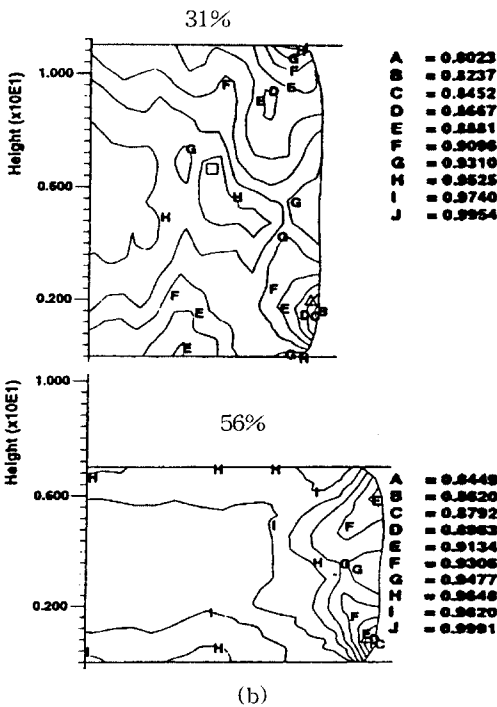 31%
Height (x10E1)
1.000
0.600
0.200
H
G
F
E
D
E
F
G
H
G
H
G
F
F
E
E
E
D
C
B
G
H
A = 0.8023
B = 0.8237
C = 0.8452
D = 0.8667
E = 0.8881
F = 0.9096
G = 0.9310
H = 0.9525
I = 0.9740
J = 0.9954
56%
Height (x10E1)
1.000
0.600
0.200
H
H
H
I
E
I
F
H
G
G
I
F
I
H
E
D
C
A = 0.8449
B = 0.8620
C = 0.8792
D = 0.8963
E = 0.9134
F = 0.9306
G = 0.9477
H = 0.9648
I = 0.9820
J = 0.9991
(b)